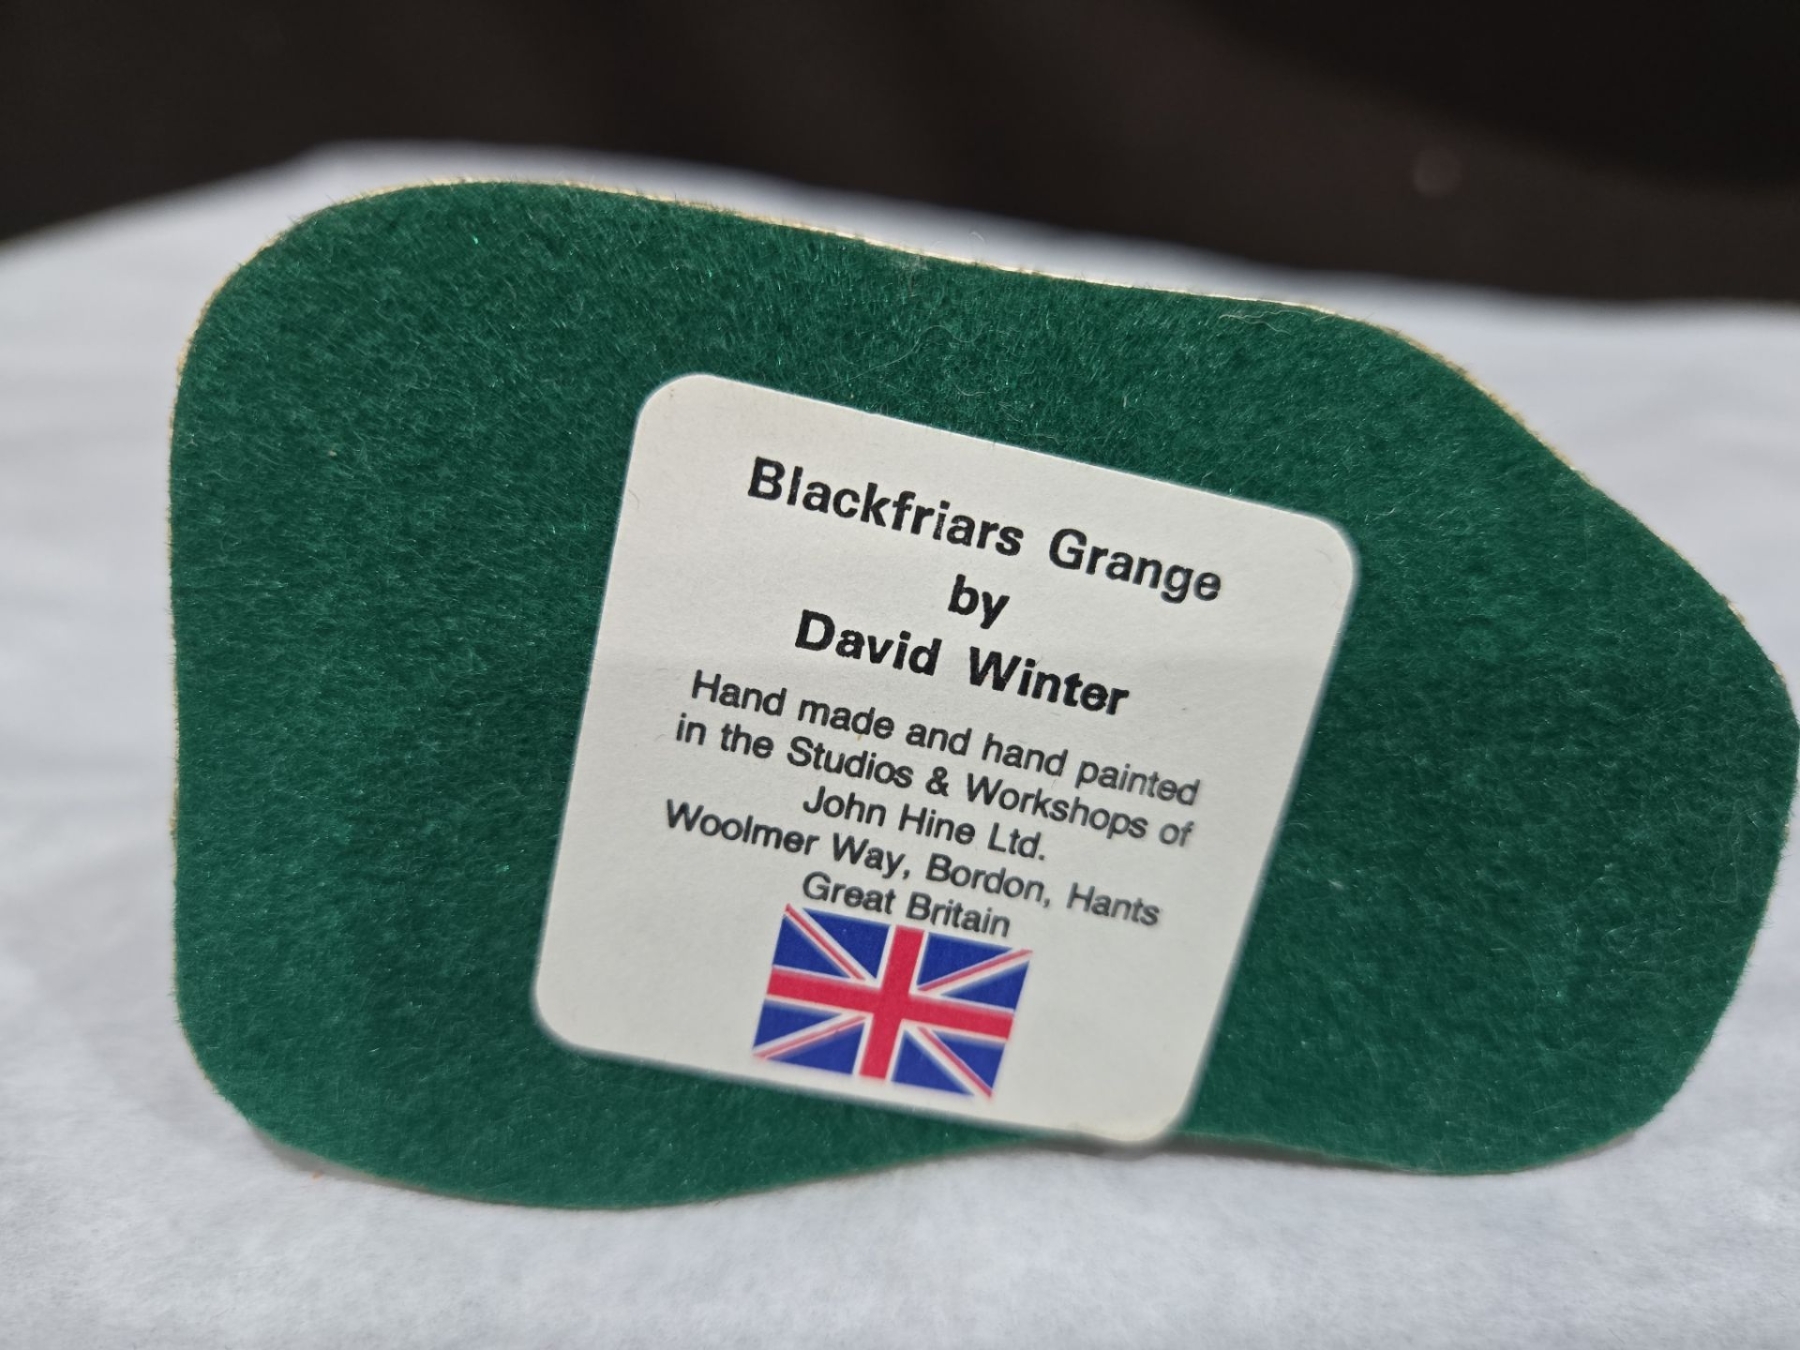 Blackfriars Grange
by
David Winter
Hand made and hand painted
in the Studios & Workshops of
John Hine Ltd.
Woolmer Way, Bordon, Hants
Great Britain